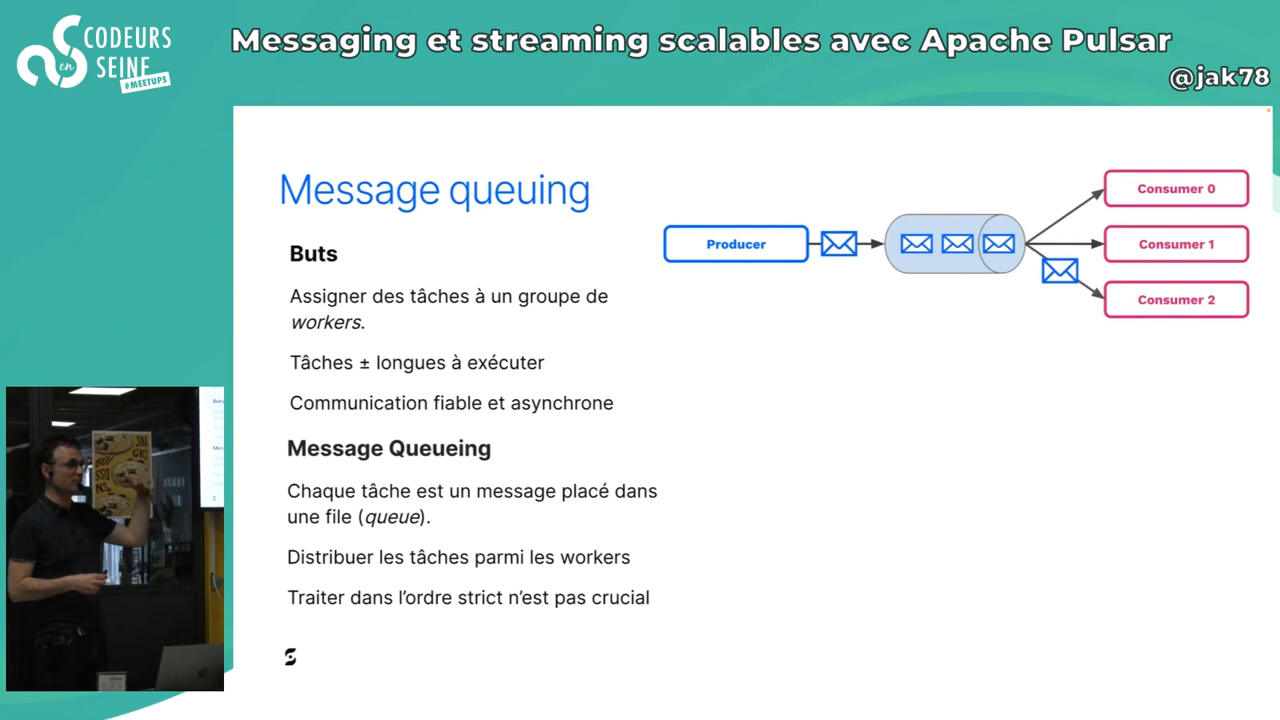 CODEURS
en
SEINE
#MEETUPS
Messaging et streaming scalables avec Apache Pulsar
@jak78
Message queuing
Buts
Assigner des tâches à un groupe de
workers.
Tâches ± longues à exécuter
Communication fiable et asynchrone
Message Queueing
Chaque tâche est un message placé dans
une file (queue).
Distribuer les tâches parmi les workers
Traiter dans l’ordre strict n’est pas crucial
Producer
Consumer 0
Consumer 1
Consumer 2